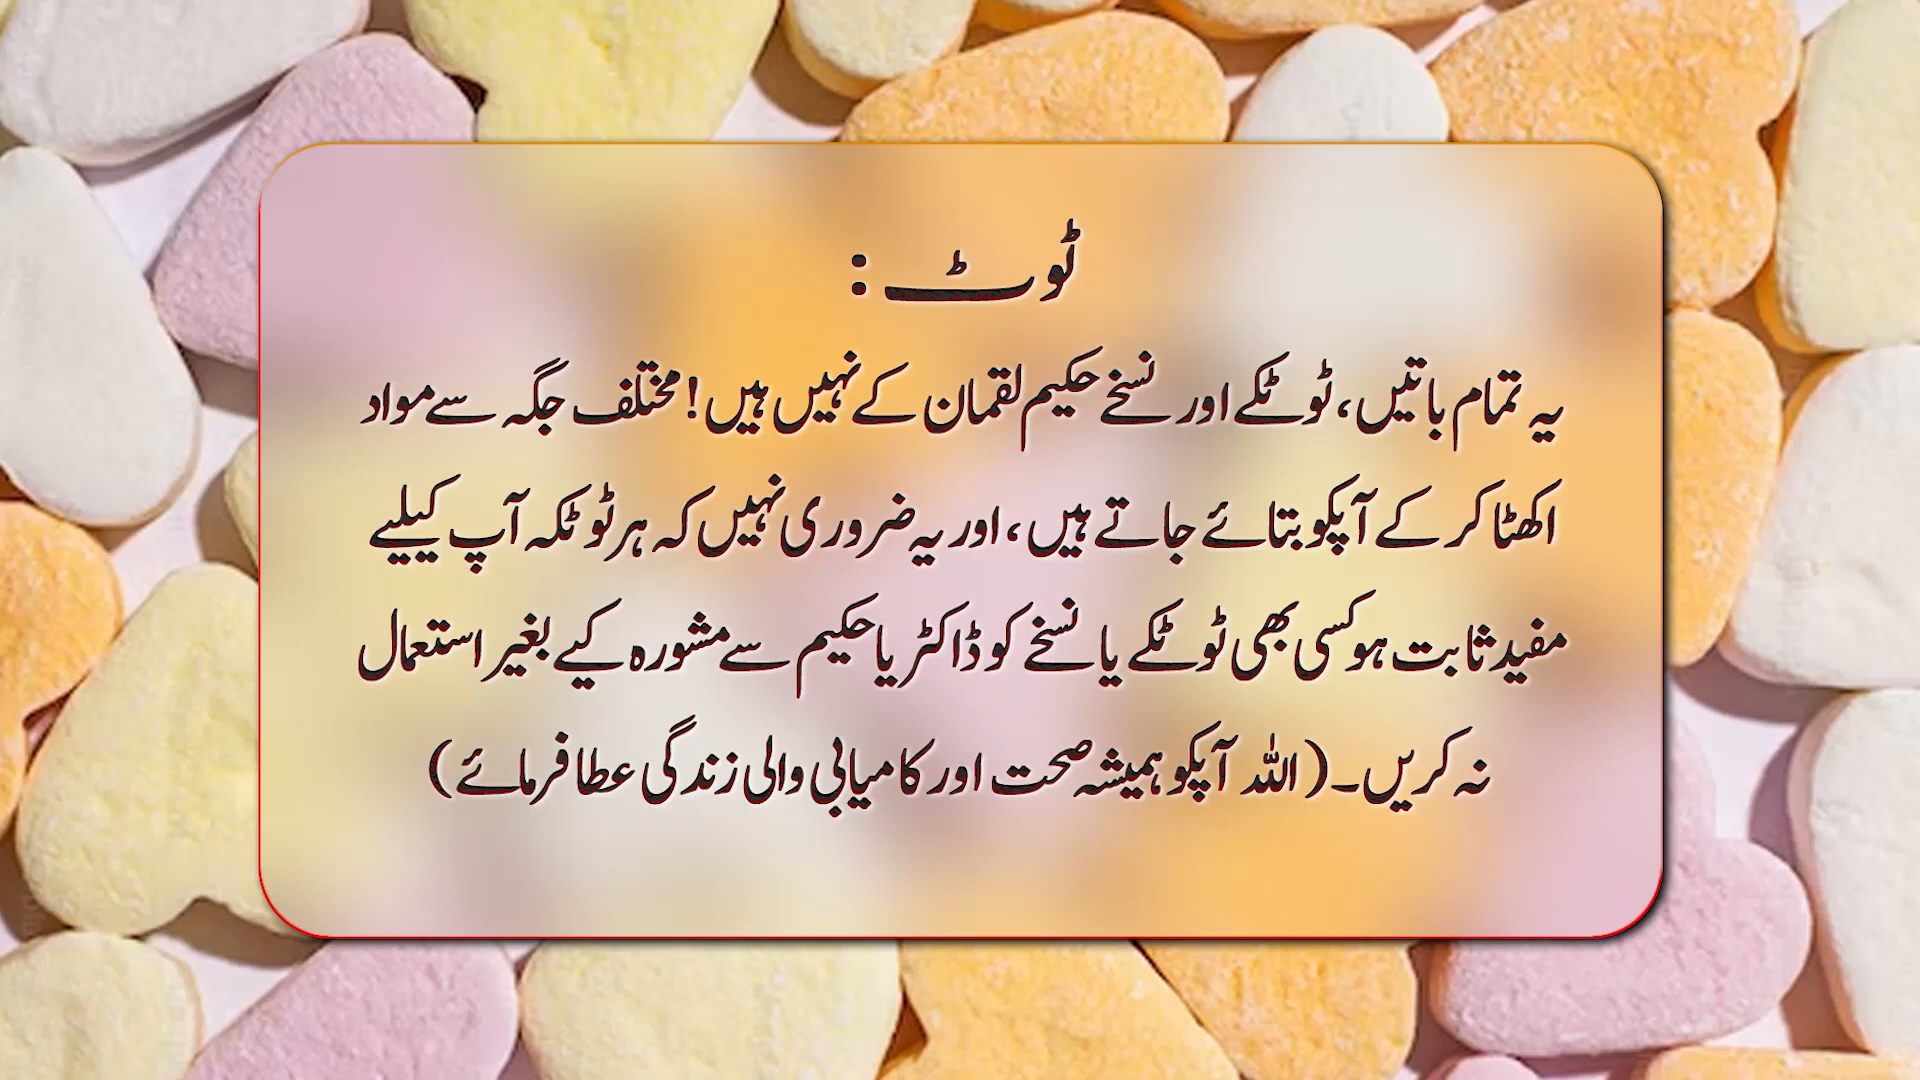 ٹوٹ :
یہ تمام باتیں، ٹوٹکے اور نسخے حکیم لقمان کے نہیں ہیں! مختلف جگہ سے مواد
اکھٹا کر کے آپکو بتائے جاتے ہیں، اور یہ ضروری نہیں کہ ہر ٹوٹکہ آپ کیلیے
مفید ثابت ہو کسی بھی ٹوٹکے یا نسخے کو ڈاکٹر یا حکیم سے مشورہ کیے بغیر استعمال
نہ کریں۔ (اللہ آپکو ہمیشہ صحت اور کامیابی والی زندگی عطا فرمائے)